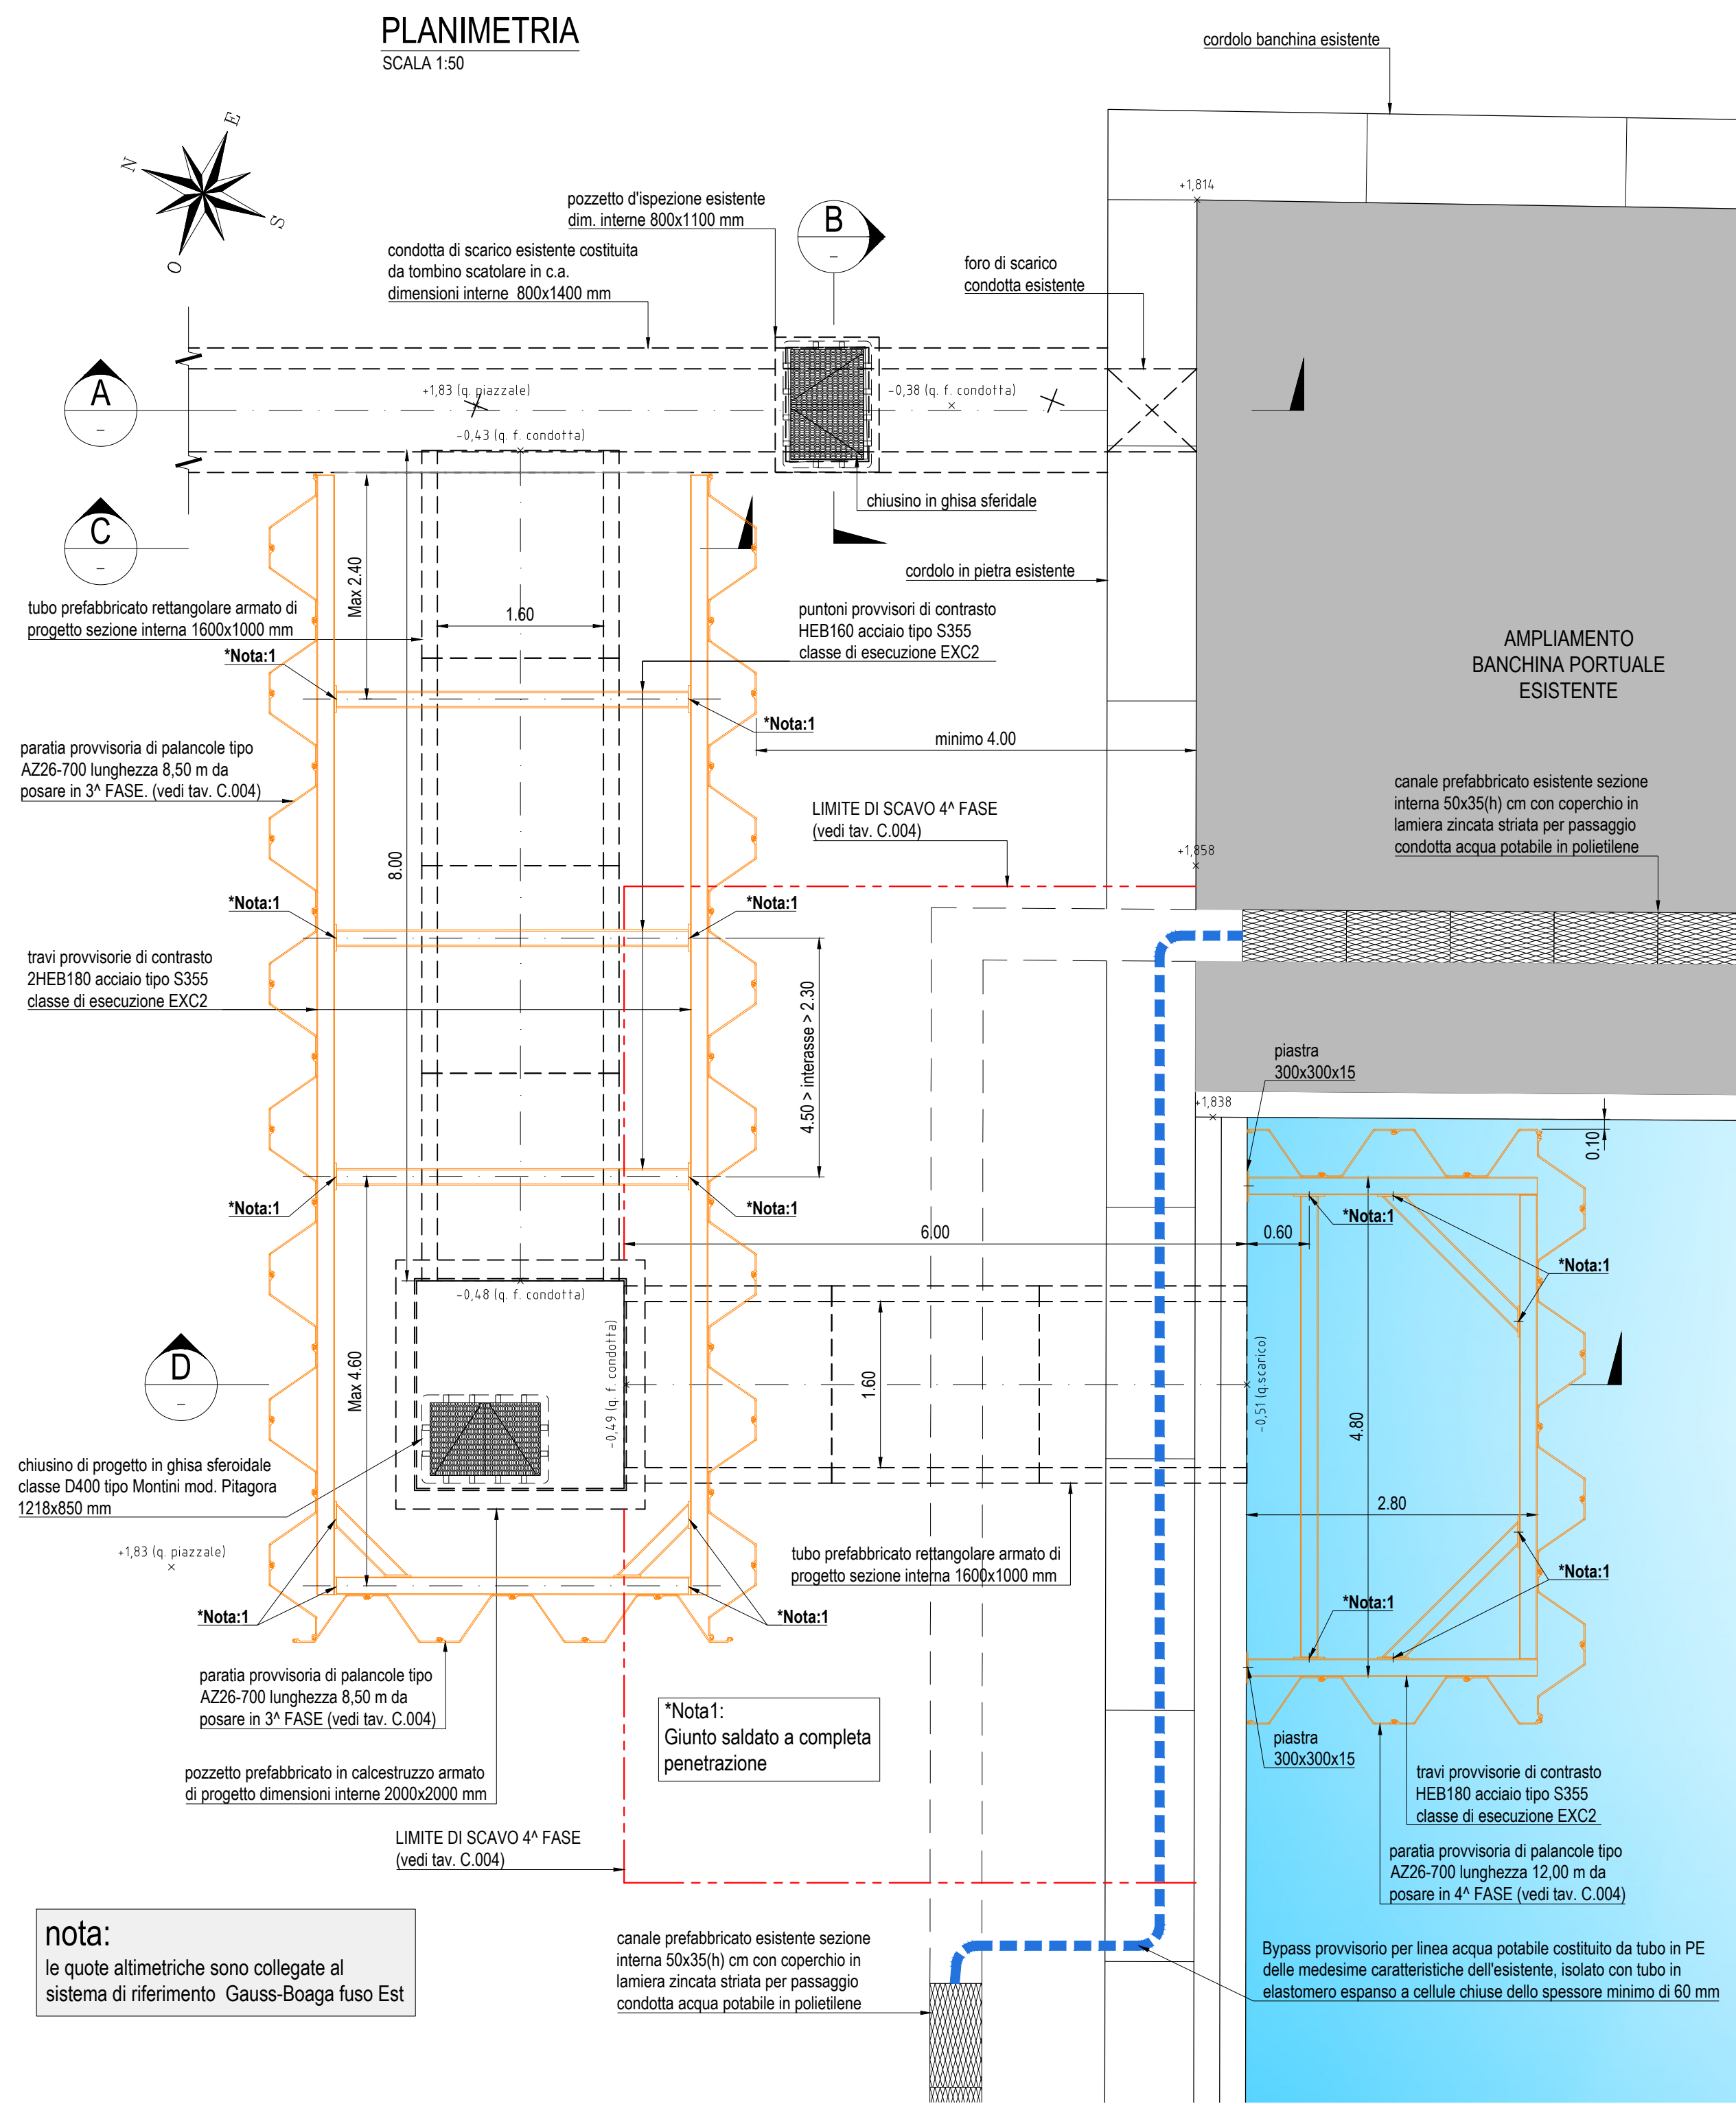 PLANIMETRIA
SCALA 1:50
cordolo banchina esistente
E
N
S
O
+1,814
pozzetto d'ispezione esistente
dim. interne 800x1100 mm
B
–
condotta di scarico esistente costituita
da tombino scatolare in c.a.
dimensioni interne 800x1400 mm
foro di scarico
condotta esistente
A
–
+1,83 (q. piazzale)
-0,38 (q. f. condotta)
-0,43 (q. f. condotta)
chiusino in ghisa sferidale
C
–
Max 2.40
cordolo in pietra esistente
tubo prefabbricato rettangolare armato di
progetto sezione interna 1600x1000 mm
1.60
puntoni provvisori di contrasto
HEB160 acciaio tipo S355
classe di esecuzione EXC2
*Nota:1
AMPLIAMENTO
BANCHINA PORTUALE
ESISTENTE
*Nota:1
minimo 4.00
paratia provvisoria di palancole tipo
AZ26-700 lunghezza 8,50 m da
posare in 3^ FASE. (vedi tav. C.004)
canale prefabbricato esistente sezione
interna 50x35(h) cm con coperchio in
lamiera zincata striata per passaggio
condotta acqua potabile in polietilene
LIMITE DI SCAVO 4^ FASE
(vedi tav. C.004)
+1,858
8.00
*Nota:1
*Nota:1
travi provvisorie di contrasto
2HEB180 acciaio tipo S355
classe di esecuzione EXC2
4.50 > interasse > 2.30
piastra
300x300x15
+1,838
0.10
*Nota:1
*Nota:1
*Nota:1
6.00
0.60
*Nota:1
-0,48 (q. f. condotta)
-0,49 (q. f. condotta)
-0,51 (q.scarico)
D
–
Max 4.60
1.60
4.80
chiusino di progetto in ghisa sferoidale
classe D400 tipo Montini mod. Pitagora
1218x850 mm
2.80
+1,83 (q. piazzale)
tubo prefabbricato rettangolare armato di
progetto sezione interna 1600x1000 mm
*Nota:1
*Nota:1
*Nota:1
*Nota:1
paratia provvisoria di palancole tipo
AZ26-700 lunghezza 8,50 m da
posare in 3^ FASE (vedi tav. C.004)
*Nota1:
Giunto saldato a completa
penetrazione
piastra
300x300x15
pozzetto prefabbricato in calcestruzzo armato
di progetto dimensioni interne 2000x2000 mm
travi provvisorie di contrasto
HEB180 acciaio tipo S355
classe di esecuzione EXC2
LIMITE DI SCAVO 4^ FASE
(vedi tav. C.004)
paratia provvisoria di palancole tipo
AZ26-700 lunghezza 12,00 m da
posare in 4^ FASE (vedi tav. C.004)
nota:
le quote altimetriche sono collegate al
sistema di riferimento Gauss-Boaga fuso Est
canale prefabbricato esistente sezione
interna 50x35(h) cm con coperchio in
lamiera zincata striata per passaggio
condotta acqua potabile in polietilene
Bypass provvisorio per linea acqua potabile costituito da tubo in PE
delle medesime caratteristiche dell'esistente, isolato con tubo in
elastomero espanso a cellule chiuse dello spessore minimo di 60 mm